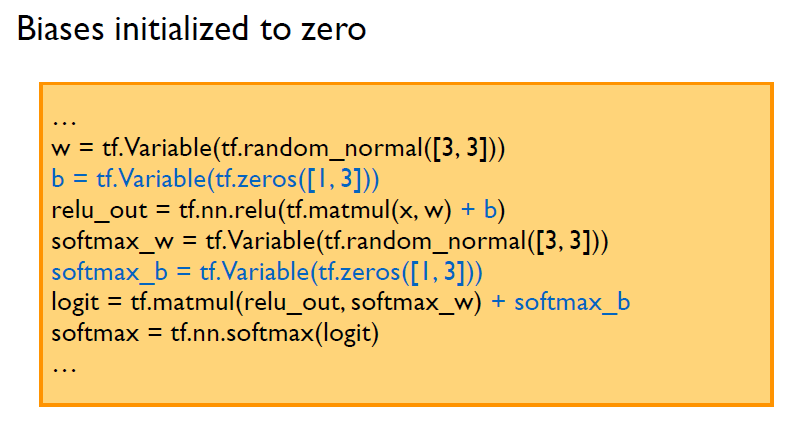 Biases initialized to zero
…
w = tf.Variable(tf.random_normal([3, 3]))
b = tf.Variable(tf.zeros([1, 3]))
relu_out = tf.nn.relu(tf.matmul(x, w) + b)
softmax_w = tf.Variable(tf.random_normal([3, 3]))
softmax_b = tf.Variable(tf.zeros([1, 3]))
logit = tf.matmul(relu_out, softmax_w) + softmax_b
softmax = tf.nn.softmax(logit)
…